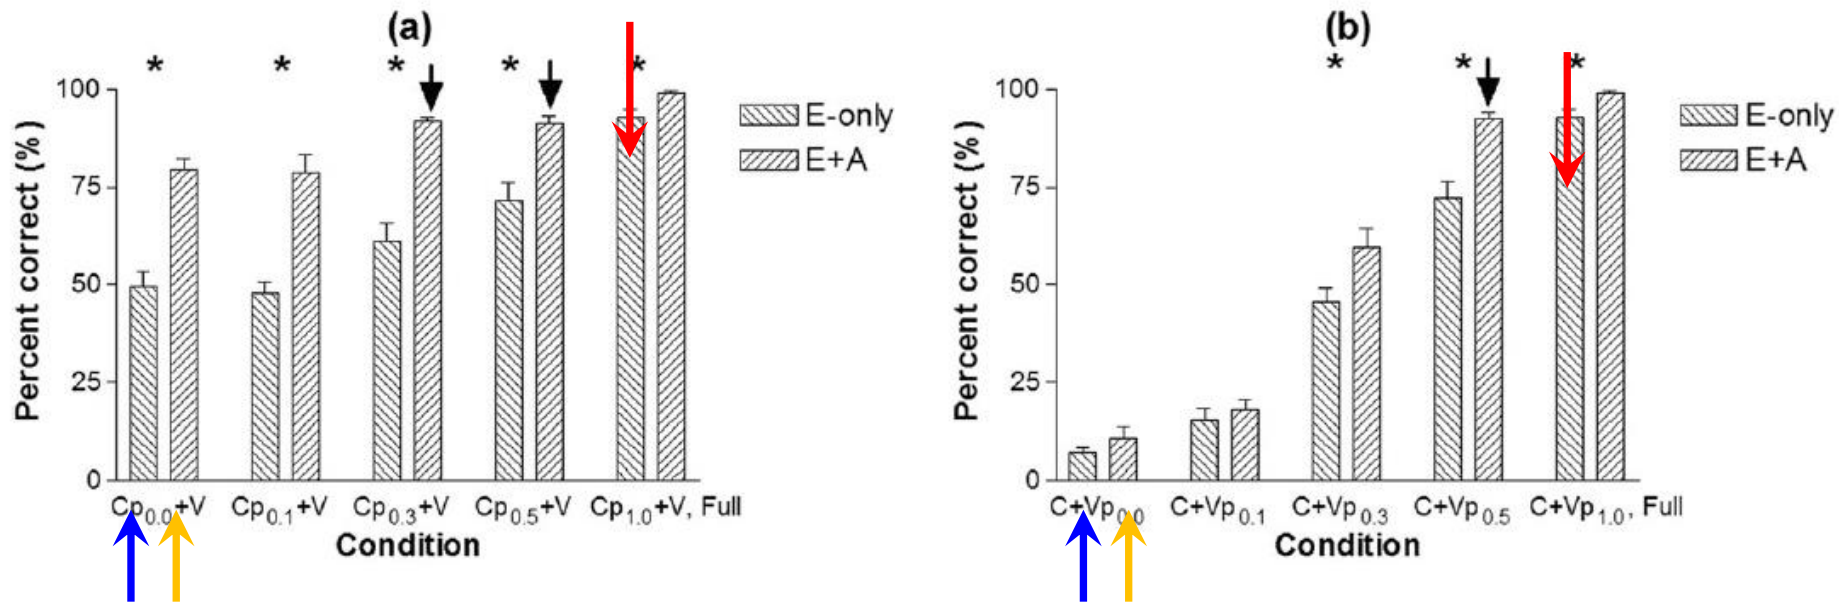 (a)
* * * * *
100
75
50
25
0
Percent correct (%)
E-only
E+A
Cp0.0+V Cp0.1+V Cp0.3+V Cp0.5+V Cp1.0+V, Full
Condition
(b)
* * *
100
75
50
25
0
Percent correct (%)
E-only
E+A
C+Vp0.0 C+Vp0.1 C+Vp0.3 C+Vp0.5 C+Vp1.0, Full
Condition